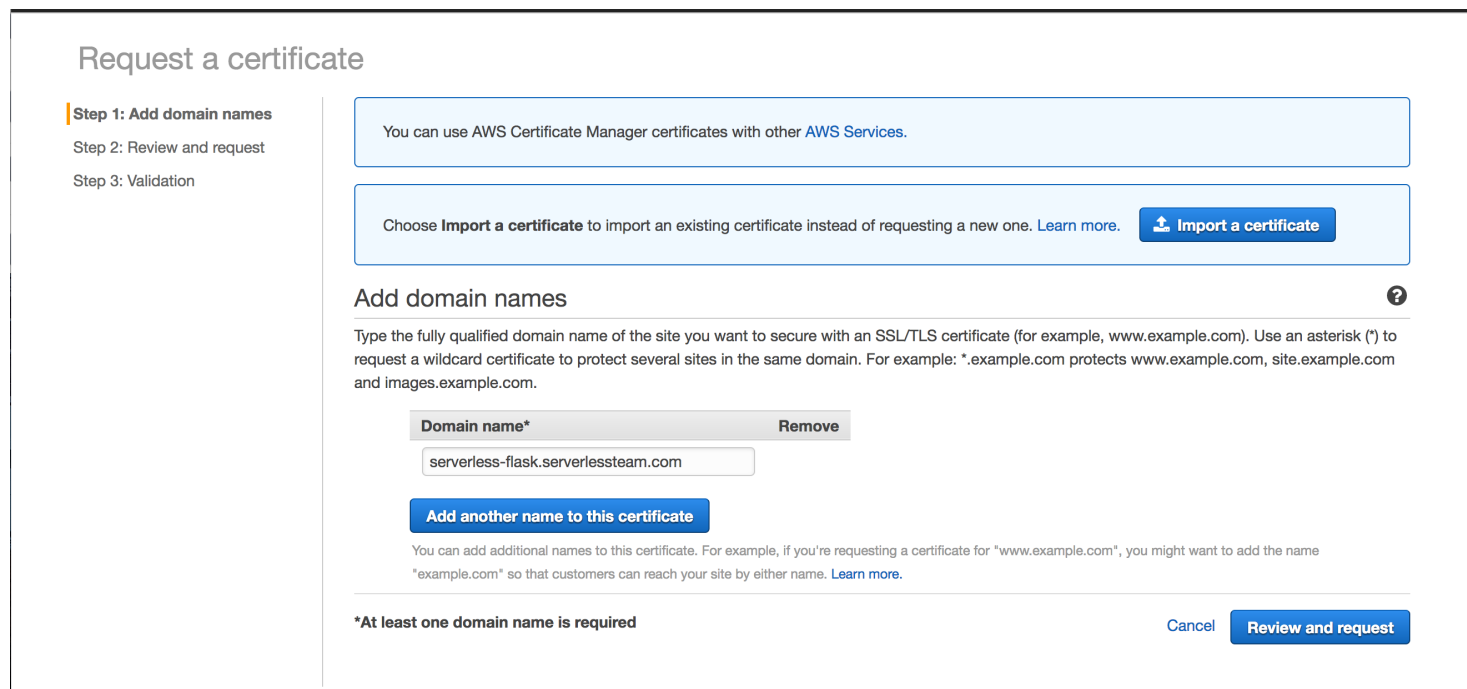 Request a certificate
Step 1: Add domain names
Step 2: Review and request
Step 3: Validation
You can use AWS Certificate Manager certificates with other AWS Services.
Choose Import a certificate to import an existing certificate instead of requesting a new one. Learn more.
Import a certificate
Add domain names
?
Type the fully qualified domain name of the site you want to secure with an SSL/TLS certificate (for example, www.example.com). Use an asterisk (*) to
request a wildcard certificate to protect several sites in the same domain. For example: *.example.com protects www.example.com, site.example.com
and images.example.com.
Domain name* Remove
serverless-flask.serverlessteam.com
Add another name to this certificate
You can add additional names to this certificate. For example, if you're requesting a certificate for "www.example.com", you might want to add the name
"example.com" so that customers can reach your site by either name. Learn more.
*At least one domain name is required
Cancel
Review and request